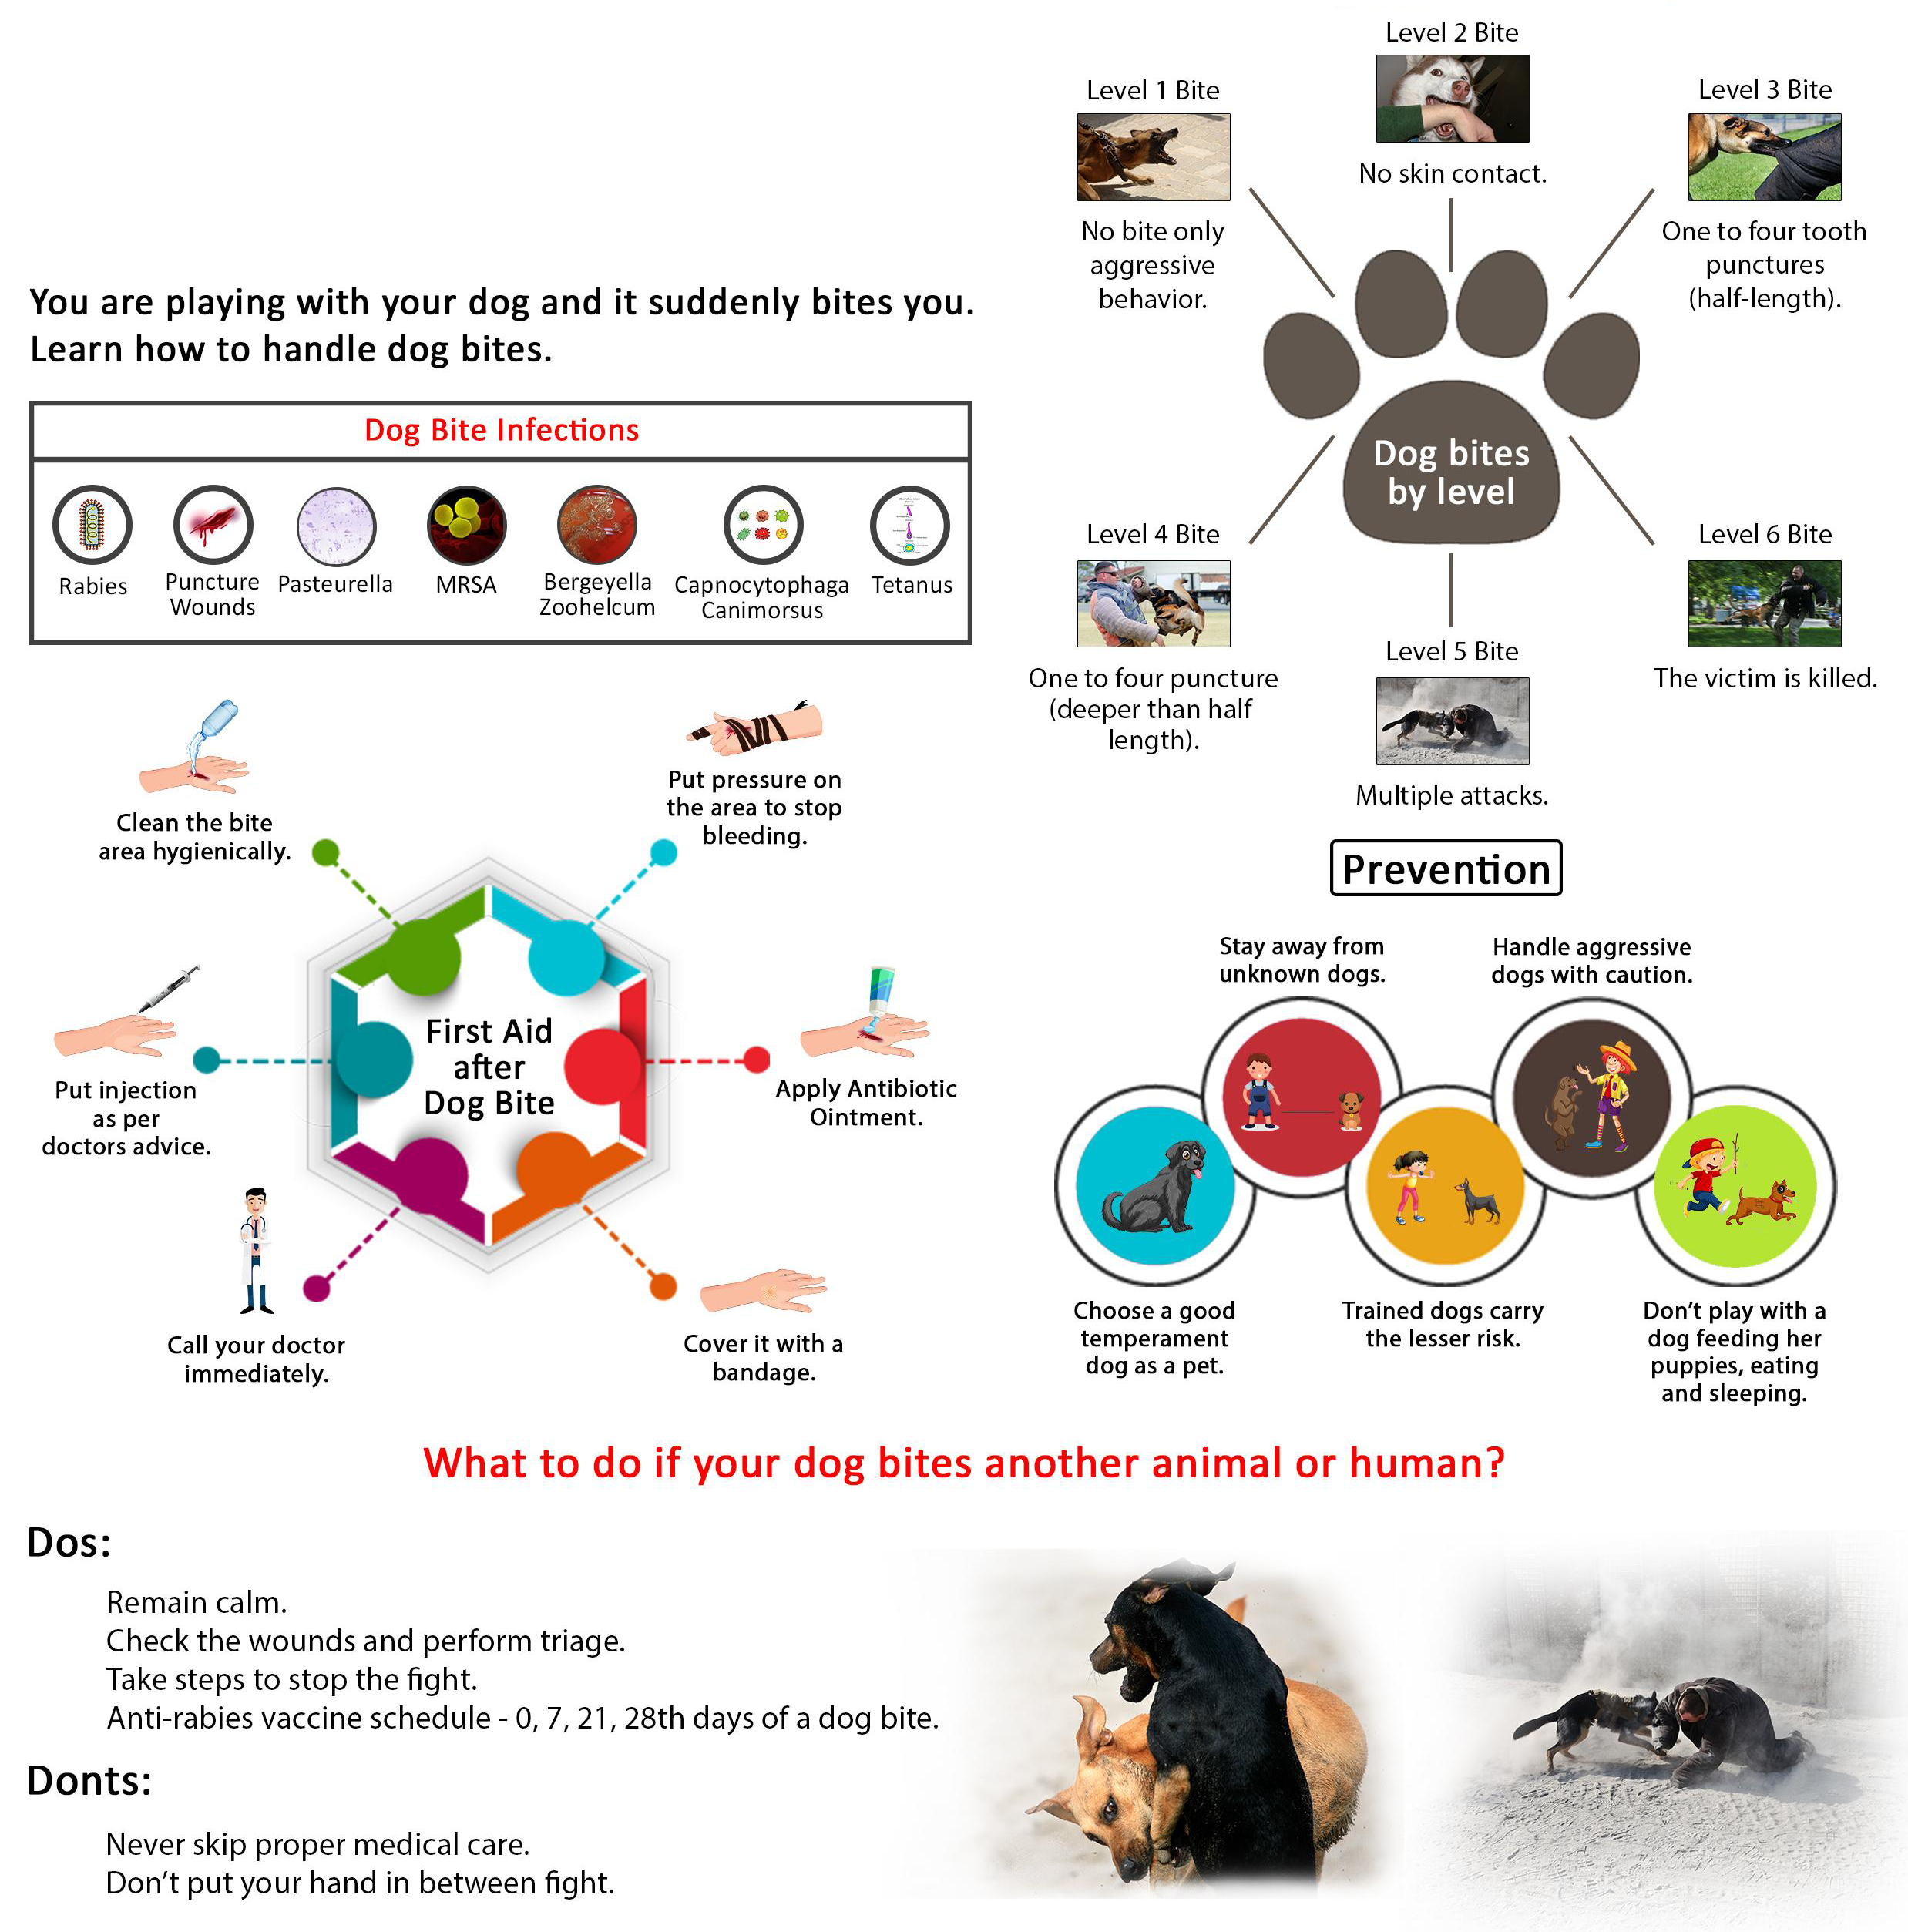 You are playing with your dog and it suddenly bites you.
Learn how to handle dog bites.
Dog Bite Infections
Rabies
Puncture
Wounds
Pasteurella
MRSA
Bergeyella
Zoohelcum
Capnocytophaga
Canimorsus
Tetanus
Level 1 Bite
No bite only
aggressive
behavior.
Level 2 Bite
No skin contact.
Level 3 Bite
One to four tooth
punctures
(half-length).
Dog bites
by level
Level 4 Bite
One to four puncture
(deeper than half
length).
Level 5 Bite
Multiple attacks.
Level 6 Bite
The victim is killed.
Clean the bite
area hygienically.
Put pressure on
the area to stop
bleeding.
First Aid
after
Dog Bite
Put injection
as per
doctors advice.
Apply Antibiotic
Ointment.
Call your doctor
immediately.
Cover it with a
bandage.
Prevention
Stay away from
unknown dogs.
Handle aggressive
dogs with caution.
Choose a good
temperament
dog as a pet.
Trained dogs carry
the lesser risk.
Don't play with a
dog feeding her
puppies, eating
and sleeping.
What to do if your dog bites another animal or human?
Dos:
Remain calm.
Check the wounds and perform triage.
Take steps to stop the fight.
Anti-rabies vaccine schedule - 0, 7, 21, 28th days of a dog bite.
Donts:
Never skip proper medical care.
Don't put your hand in between fight.